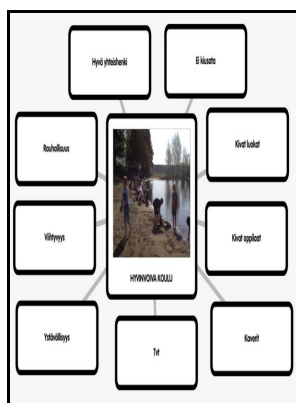 Hyvä yhteishenki
Ei kiusata
Rauhallisuus
Kivat luokat
Viihtyvyys
Kivat oppilaat
HYVINVOIVA KOULU
Ystävällisyys
Tvt
Kaverit